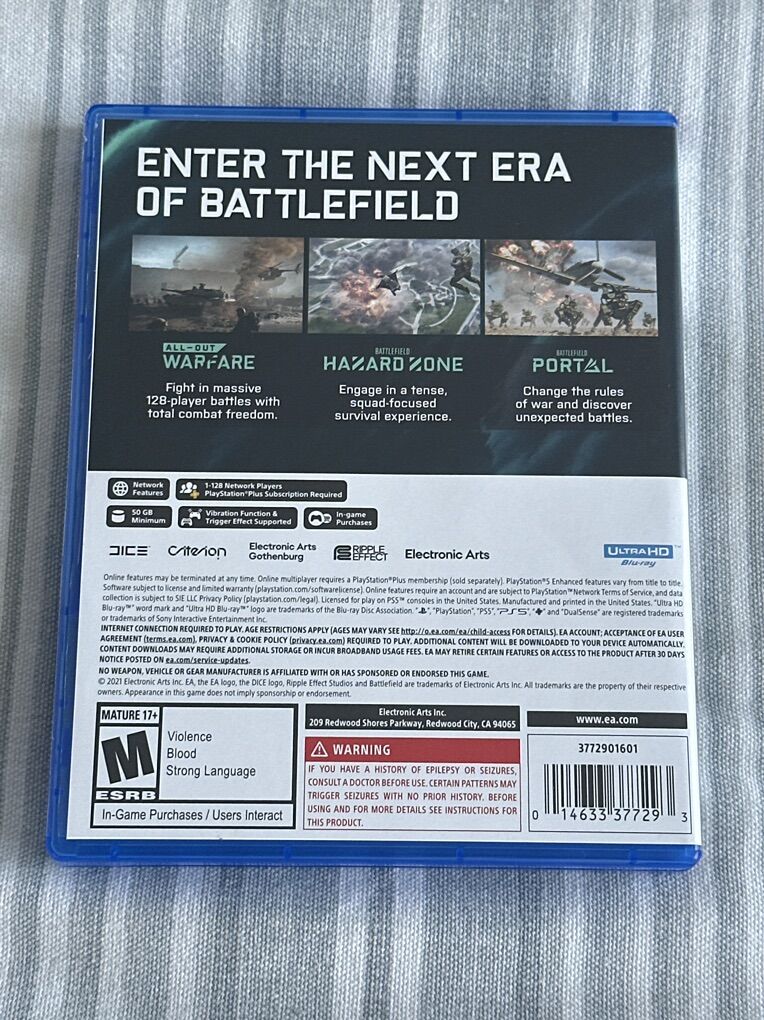 ENTER THE NEXT ERA
OF BATTLEFIELD
ALL-OUT
WARFARE
Fight in massive
128-player battles with
total combat freedom.
BATTLEFIELD
HAZARD ZONE
Engage in a tense,
squad-focused
survival experience.
BATTLEFIELD
PORTAL
Change the rules
of war and discover
unexpected battles.
Network
Features
1-128 Network Players
PlayStation®Plus Subscription Required
50 GB
Minimum
Vibration Function &
Trigger Effect Supported
In-game
Purchases
DICE
Criterion
Electronic Arts
Gothenburg
RIPPLE
EFFECT
Electronic Arts
ULTRA HD™
Blu-ray
Online features may be terminated at any time. Online multiplayer requires a PlayStation®Plus membership (sold separately). PlayStation®5 Enhanced features vary from title to title.
Software subject to license and limited warranty (playstation.com/softwarelicense). Online features require an account and are subject to PlayStation™Network Terms of Service, and data
collection is subject to SIE LLC Privacy Policy (playstation.com/legal). Licensed for play on PS5™ consoles in the United States. Manufactured and printed in the United States. "Ultra HD
Blu-ray™" word mark and "Ultra HD Blu-ray™" logo are trademarks of the Blu-ray Disc Association. "", "PlayStation", "PS5", "PS5", "" and "DualSense" are registered trademarks
or trademarks of Sony Interactive Entertainment Inc.
INTERNET CONNECTION REQUIRED TO PLAY. AGE RESTRICTIONS APPLY (AGES MAY VARY SEE http://o.ea.com/ea/child-access FOR DETAILS). EA ACCOUNT; ACCEPTANCE OF EA USER
AGREEMENT (terms.ea.com), PRIVACY & COOKIE POLICY (privacy.ea.com) REQUIRED TO PLAY. ADDITIONAL CONTENT WILL BE DOWNLOADED TO YOUR DEVICE AUTOMATICALLY.
CONTENT DOWNLOADS MAY REQUIRE ADDITIONAL STORAGE OR INCUR BROADBAND USAGE FEES. EA MAY RETIRE CERTAIN FEATURES OR ACCESS TO THE PRODUCT AFTER 30 DAYS
NOTICE POSTED ON ea.com/service-updates.
NO WEAPON, VEHICLE OR GEAR MANUFACTURER IS AFFILIATED WITH OR HAS SPONSORED OR ENDORSED THIS GAME.
© 2021 Electronic Arts Inc. EA, the EA logo, the DICE logo, Ripple Effect Studios and Battlefield are trademarks of Electronic Arts Inc. All trademarks are the property of their respective
owners. Appearance in this game does not imply sponsorship or endorsement.
MATURE 17+
M
ESRB
Violence
Blood
Strong Language
In-Game Purchases / Users Interact
Electronic Arts Inc.
209 Redwood Shores Parkway, Redwood City, CA 94065
WARNING
IF YOU HAVE A HISTORY OF EPILEPSY OR SEIZURES,
CONSULT A DOCTOR BEFORE USE. CERTAIN PATTERNS MAY
TRIGGER SEIZURES WITH NO PRIOR HISTORY. BEFORE
USING AND FOR MORE DETAILS SEE INSTRUCTIONS FOR
THIS PRODUCT.
www.ea.com
3772901601
0 14633 37729 3